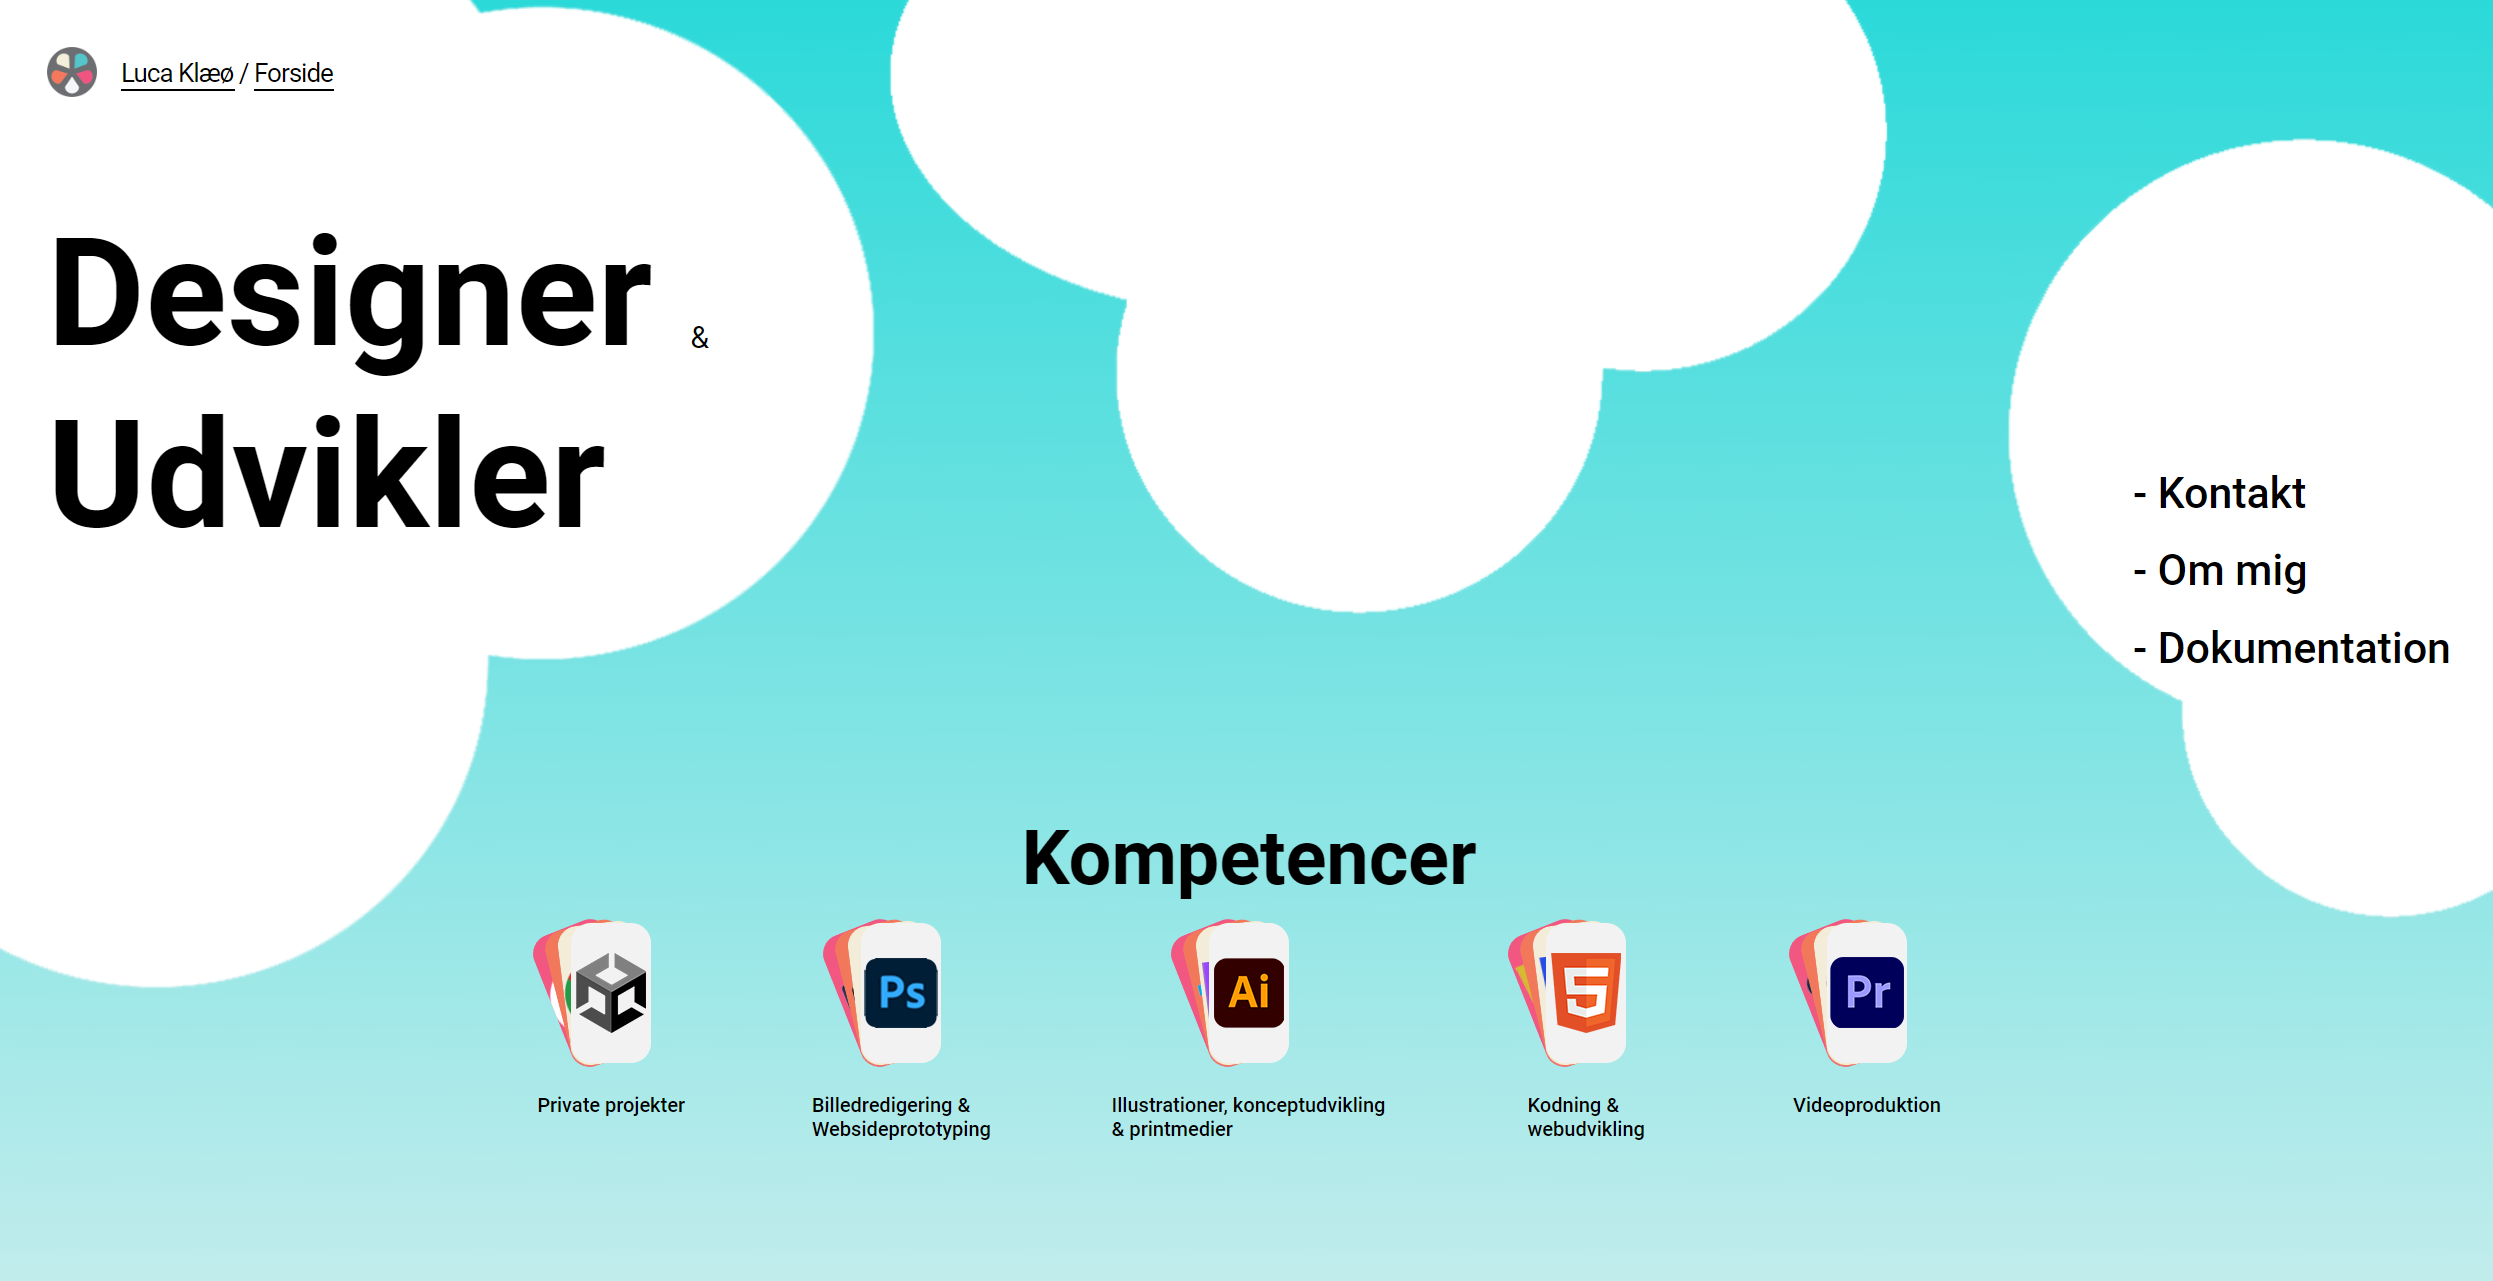 Luca Klæø / Forside
Designer &
Udvikler
- Kontakt
- Om mig
- Dokumentation
Kompetencer
Ps
Ai
5
Pr
Private projekter
Billedredigering &
Websideprototyping
Illustrationer, konceptudvikling
& printmedier
Kodning &
webudvikling
Videoproduktion